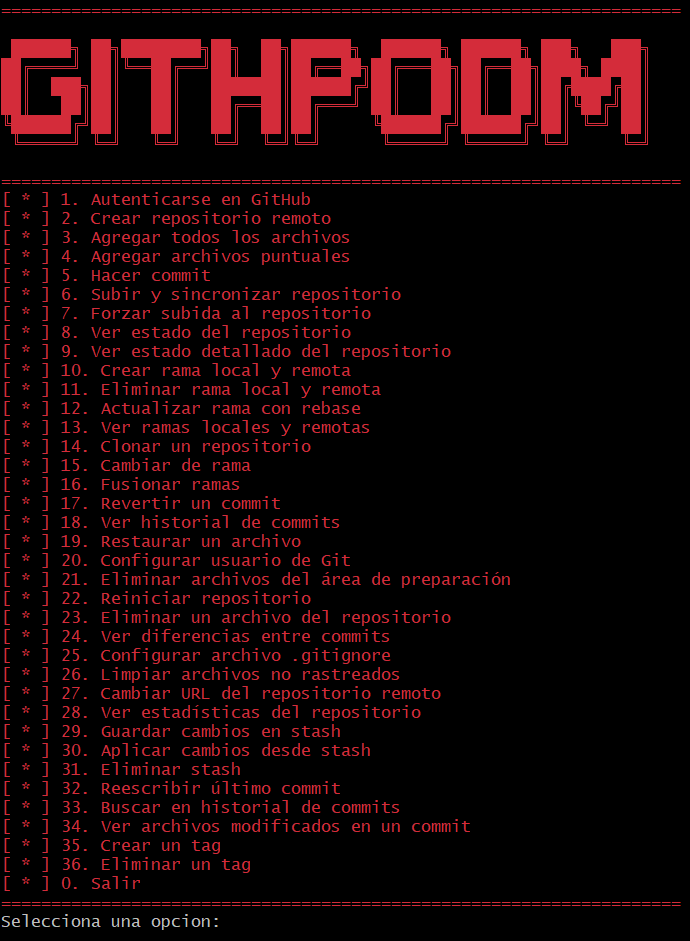 GITHPODM
[ * ] 1. Autenticarse en GitHub
[ * ] 2. Crear repositorio remoto
[ * ] 3. Agregar todos los archivos
[ * ] 4. Agregar archivos puntuales
[ * ] 5. Hacer commit
[ * ] 6. Subir y sincronizar repositorio
[ * ] 7. Forzar subida al repositorio
[ * ] 8. Ver estado del repositorio
[ * ] 9. Ver estado detallado del repositorio
[ * ] 10. Crear rama local y remota
[ * ] 11. Eliminar rama local y remota
[ * ] 12. Actualizar rama con rebase
[ * ] 13. Ver ramas locales y remotas
[ * ] 14. Clonar un repositorio
[ * ] 15. Cambiar de rama
[ * ] 16. Fusionar ramas
[ * ] 17. Revertir un commit
[ * ] 18. Ver historial de commits
[ * ] 19. Restaurar un archivo
[ * ] 20. Configurar usuario de Git
[ * ] 21. Eliminar archivos del área de preparación
[ * ] 22. Reiniciar repositorio
[ * ] 23. Eliminar un archivo del repositorio
[ * ] 24. Ver diferencias entre commits
[ * ] 25. Configurar archivo .gitignore
[ * ] 26. Limpiar archivos no rastreados
[ * ] 27. Cambiar URL del repositorio remoto
[ * ] 28. Ver estadísticas del repositorio
[ * ] 29. Guardar cambios en stash
[ * ] 30. Aplicar cambios desde stash
[ * ] 31. Eliminar stash
[ * ] 32. Reescribir último commit
[ * ] 33. Buscar en historial de commits
[ * ] 34. Ver archivos modificados en un commit
[ * ] 35. Crear un tag
[ * ] 36. Eliminar un tag
[ * ] 0. Salir
Selecciona una opcion: